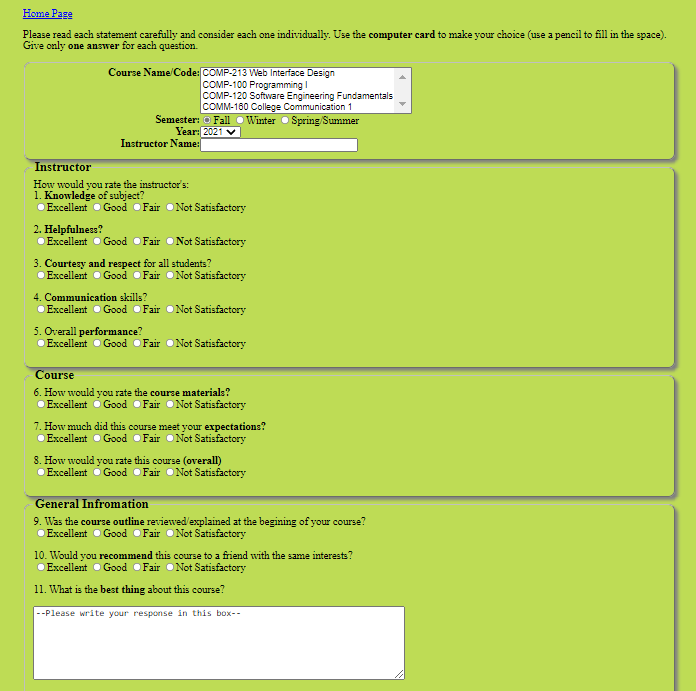 Home Page
Please read each statement carefully and consider each one individually. Use the computer card to make your choice (use a pencil to fill in the space).
Give only one answer for each question.
Course Name/Code: COMP-213 Web Interface Design
COMP-100 Programming I
COMP-120 Software Engineering Fundamentals
COMM-160 College Communication 1
Semester: Fall Winter Spring/Summer
Year: 2021
Instructor Name:
Instructor
How would you rate the instructor's:
1. Knowledge of subject?
Excellent Good Fair Not Satisfactory
2. Helpfulness?
Excellent Good Fair Not Satisfactory
3. Courtesy and respect for all students?
Excellent Good Fair Not Satisfactory
4. Communication skills?
Excellent Good Fair Not Satisfactory
5. Overall performance?
Excellent Good Fair Not Satisfactory
Course
6. How would you rate the course materials?
Excellent Good Fair Not Satisfactory
7. How much did this course meet your expectations?
Excellent Good Fair Not Satisfactory
8. How would you rate this course (overall)
Excellent Good Fair Not Satisfactory
General Infromation
9. Was the course outline reviewed/explained at the begining of your course?
Excellent Good Fair Not Satisfactory
10. Would you recommend this course to a friend with the same interests?
Excellent Good Fair Not Satisfactory
11. What is the best thing about this course?
--Please write your response in this box--